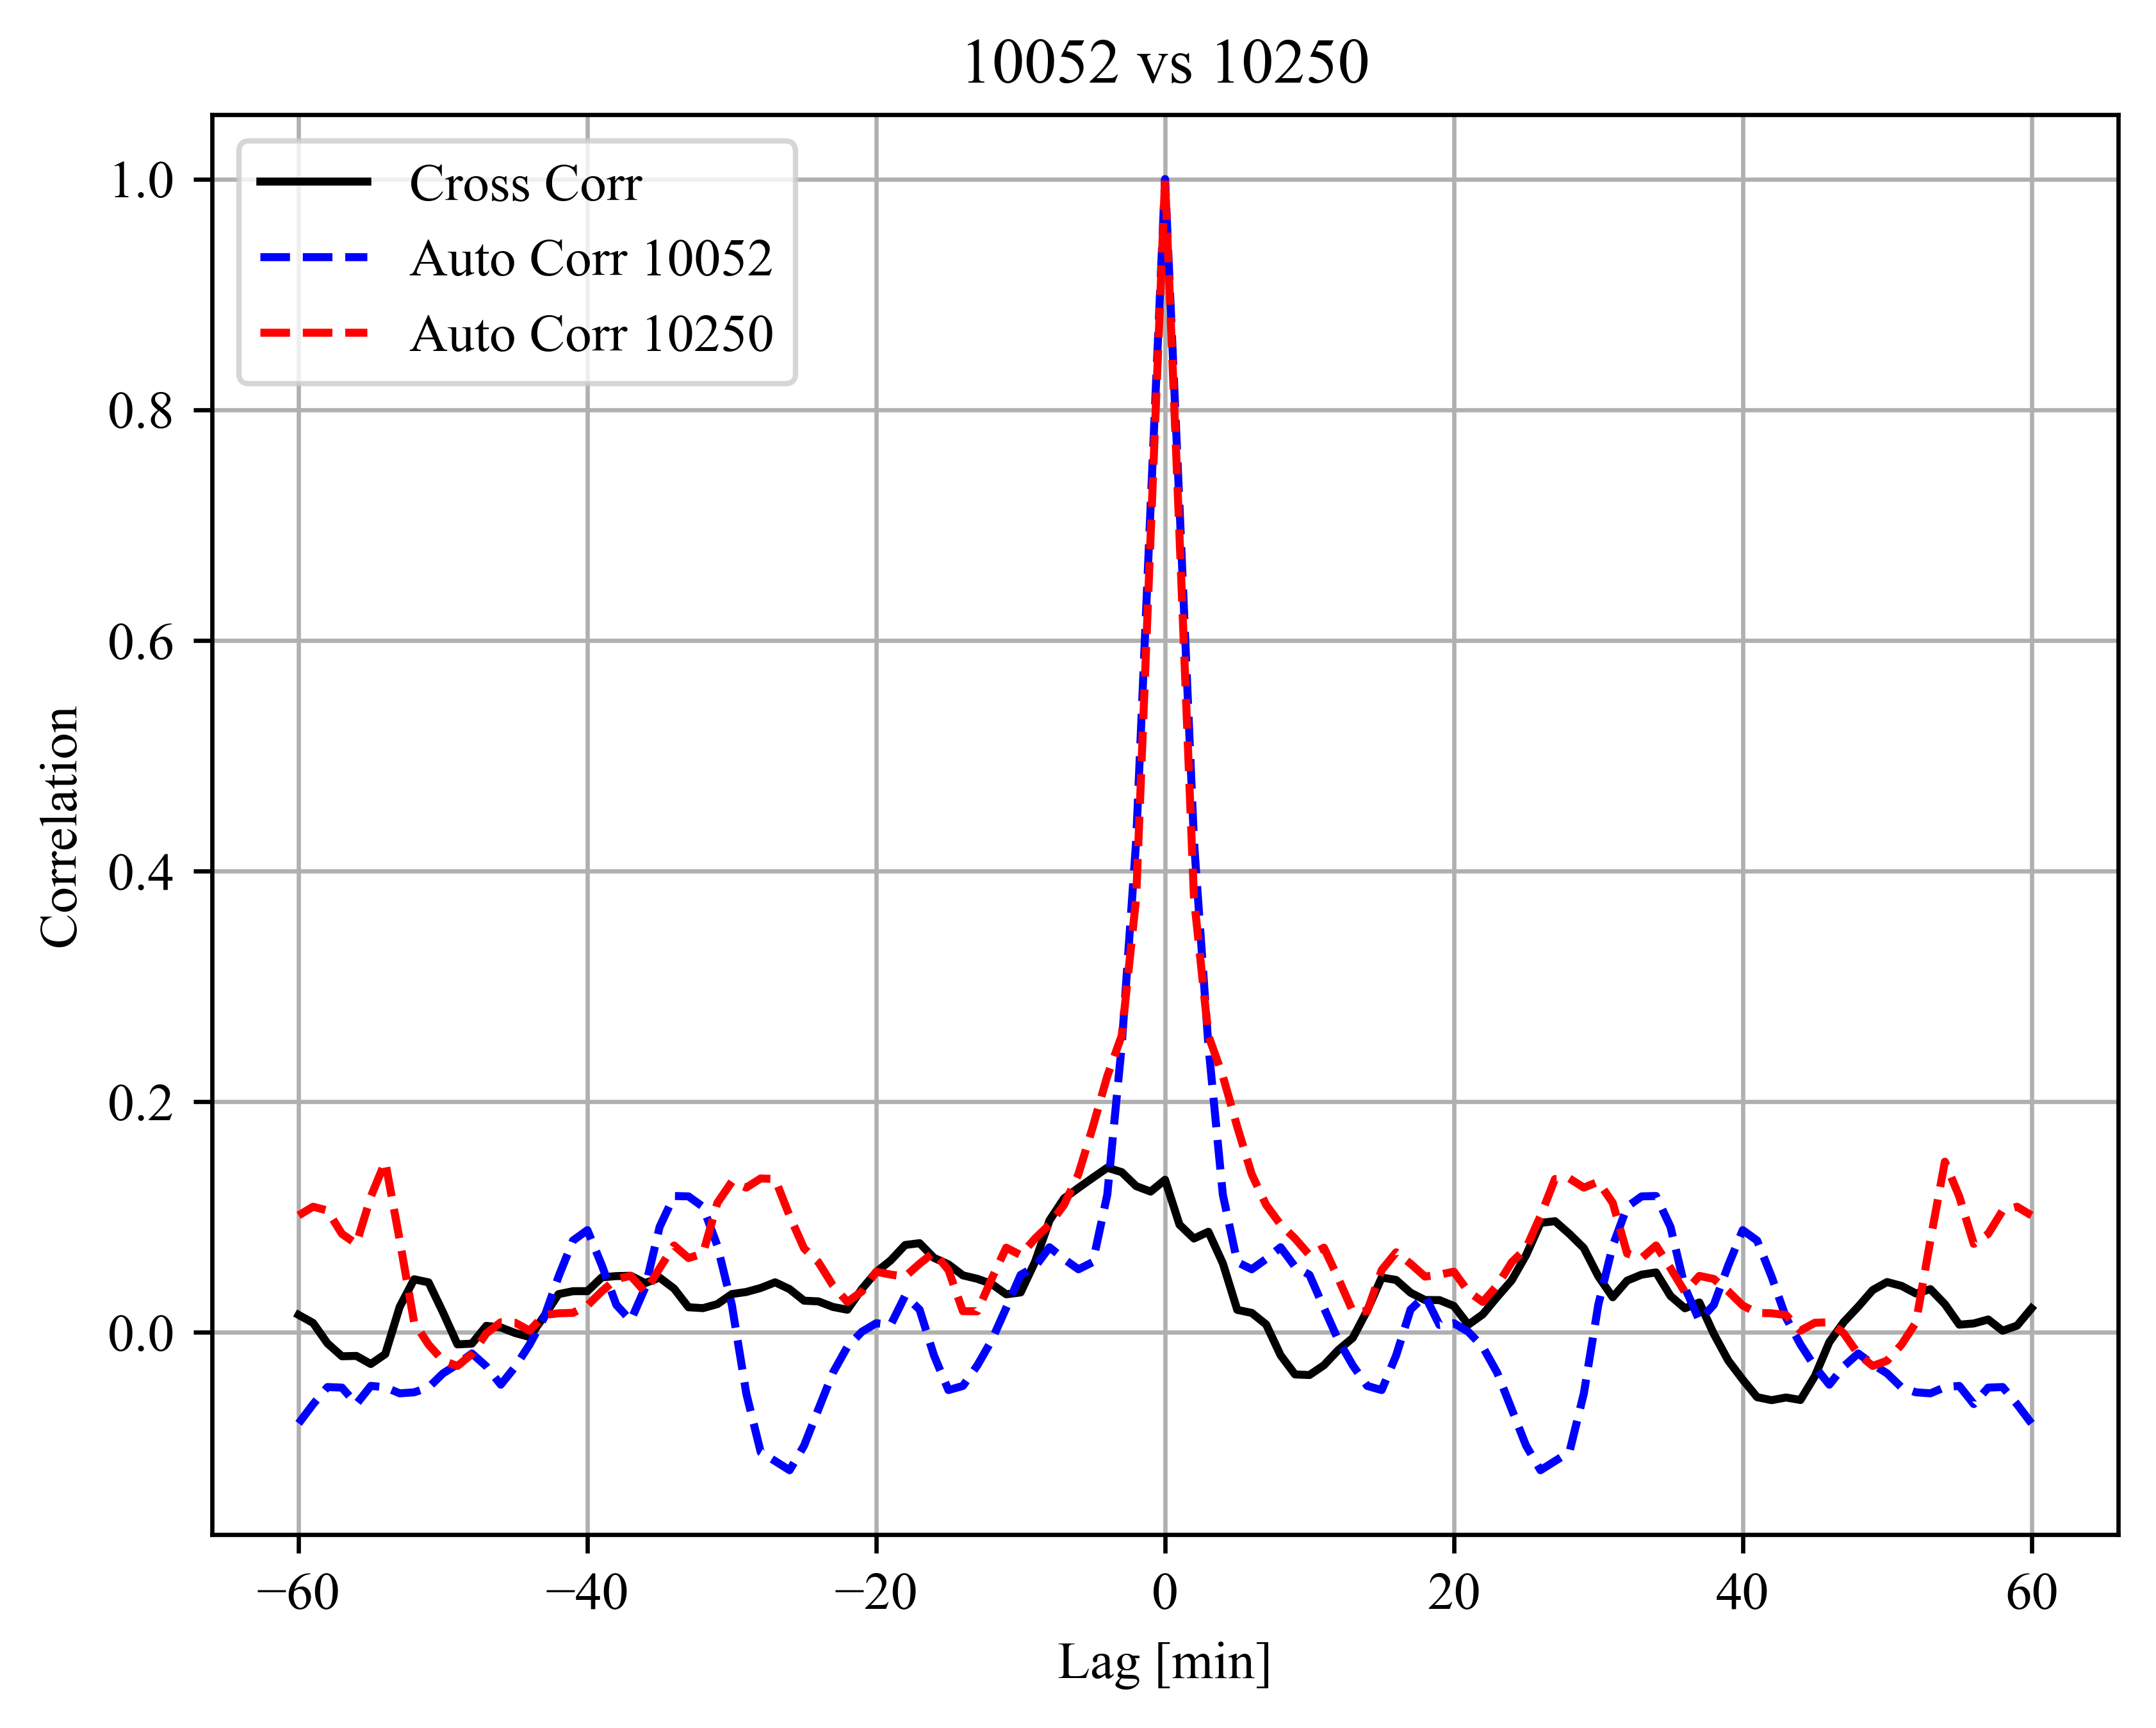 10052 vs 10250
Cross Corr
Auto Corr 10052
Auto Corr 10250
1.0
0.8
0.6
0.4
0.2
0.0
Correlation
−60
−40
−20
0
20
40
60
Lag [min]